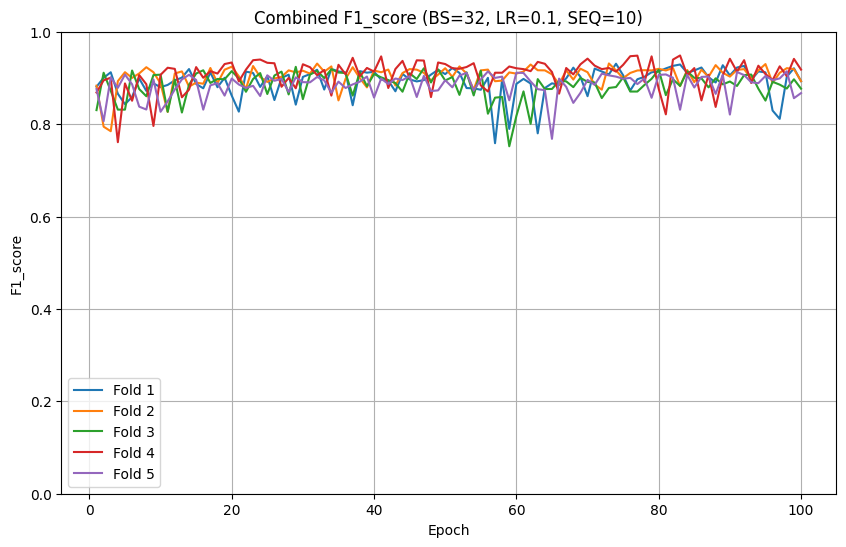 Combined F1_score (BS=32, LR=0.1, SEQ=10)
F1_score
1.0
0.8
0.6
0.4
0.2
0.0
Fold 1
Fold 2
Fold 3
Fold 4
Fold 5
0 20 40 60 80 100
Epoch